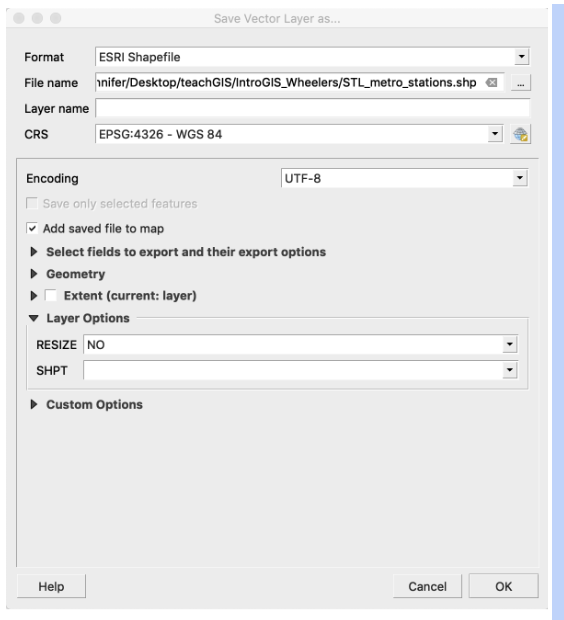 Save Vector Layer as...
Format ESRI Shapefile
File name nnifer/Desktop/teachGIS/IntroGIS_Wheelers/STL_metro_stations.shp ...
Layer name
CRS EPSG:4326 - WGS 84
Encoding UTF-8
Save only selected features
Add saved file to map
Select fields to export and their export options
Geometry
Extent (current: layer)
Layer Options
RESIZE NO
SHPT
Custom Options
Help Cancel OK